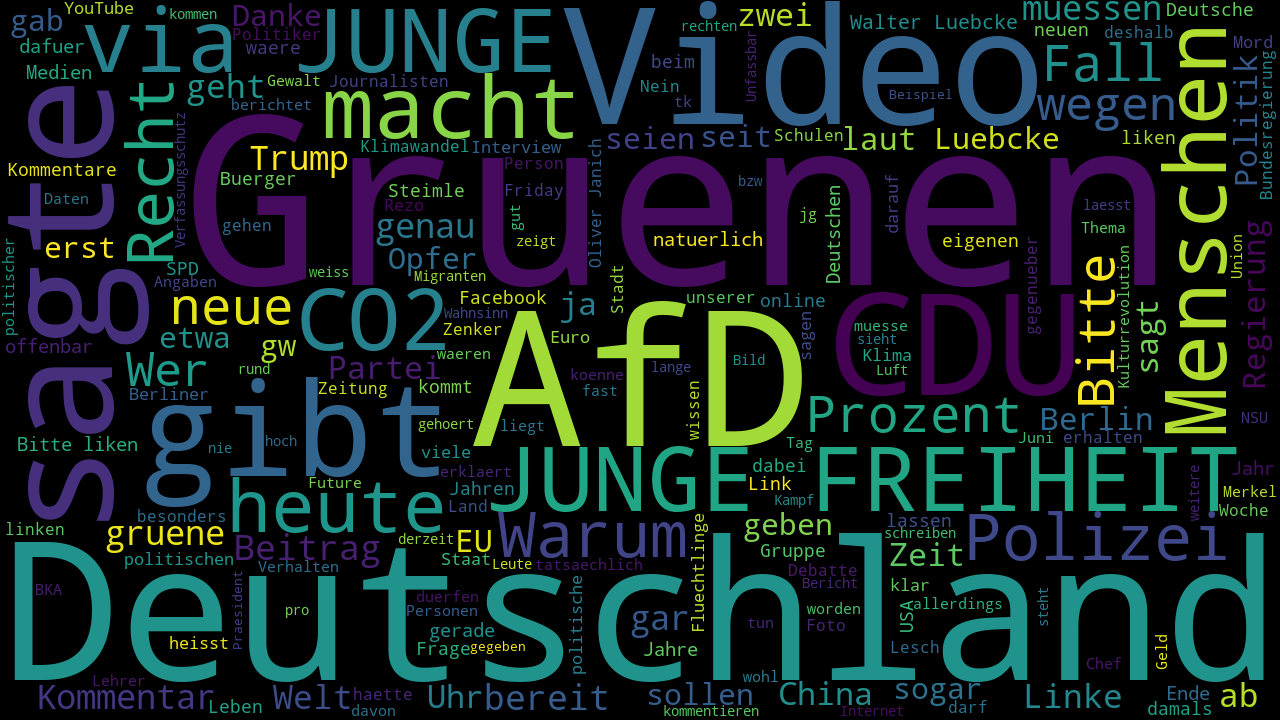 YouTube
kommen
gab
via
Danke
Politiker
JUNGE
Video
zwei
Walter Luebcke
rechten
muessen
Deutsche
dafuer
waere
neuen
deshalb
Mord
Medien
geht
Gewalt
Journalisten
macht
beim
Nein
Unfassbar
Fall
Politik
Bundesregierung
sagte
Recht
berichtet
tk
Beispiel
wegen
Menschen
Verfassungsschutz
Klimawandel
Interview
seien
seit
Schulen
laut
Luebcke
liken
Kommentare
Trump
Person
Gruenen
Buerger
Steimle
Friday
Oliver Janich
bzw
Deutschen
darauf
laesst
Daten
Rezo
gut
jg
Thema
gehen
genau
zeigt
natuerlich
eigenen
Kulturrevolution
gegenueber
Regierung
Union
erst
Opfer
politischer
SPD
Angaben
weiss
Migranten
Stadt
Bitte
neue
CO2
Facebook
Wahnsinn
ja
unserer
online
CDU
muesse
sieht
sagt
offenbar
etwa
gw
Zenker
Euro
AfD
sagen
Klima
Luft
Wer
rund
Partei
waeren
koenne
lange
Bild
Berliner
Zeitung
kommt
fast
wissen
Prozent
Berlin
NSU
gibt
gehoert
liegt
Bitte liken
nie
hoch
viele
Tag
Juni
erhalten
JUNGE FREIHEIT
erklaert
dabei
Jahr
Future
Jahren
Link
weitere
Merkel
heute
Land
Kampf
Woche
besonders
linken
gruene
Beitrag
derzeit
EU
warum
geben
lassen
schreiben
Polizei
politischen
Verhalten
Staat
Leute
tatsaechlich
Fluechtlinge
Gruppe
Zeit
Debatte
Bericht
BKA
Praesident
duerfen
politische
klar
USA
allerdings
steht
Deutschland
pro
Personen
worden
gar
tun
Foto
heisst
gerade
Frage
gegeben
Jahre
Lesch
Geld
Chef
Lehrer
wohl
Kommentar
Leben
Welt
haette
davon
Uhr
bereit
sollen
kommentieren
China
Internet
sogar
darf
Linke
Ende
damals
ab